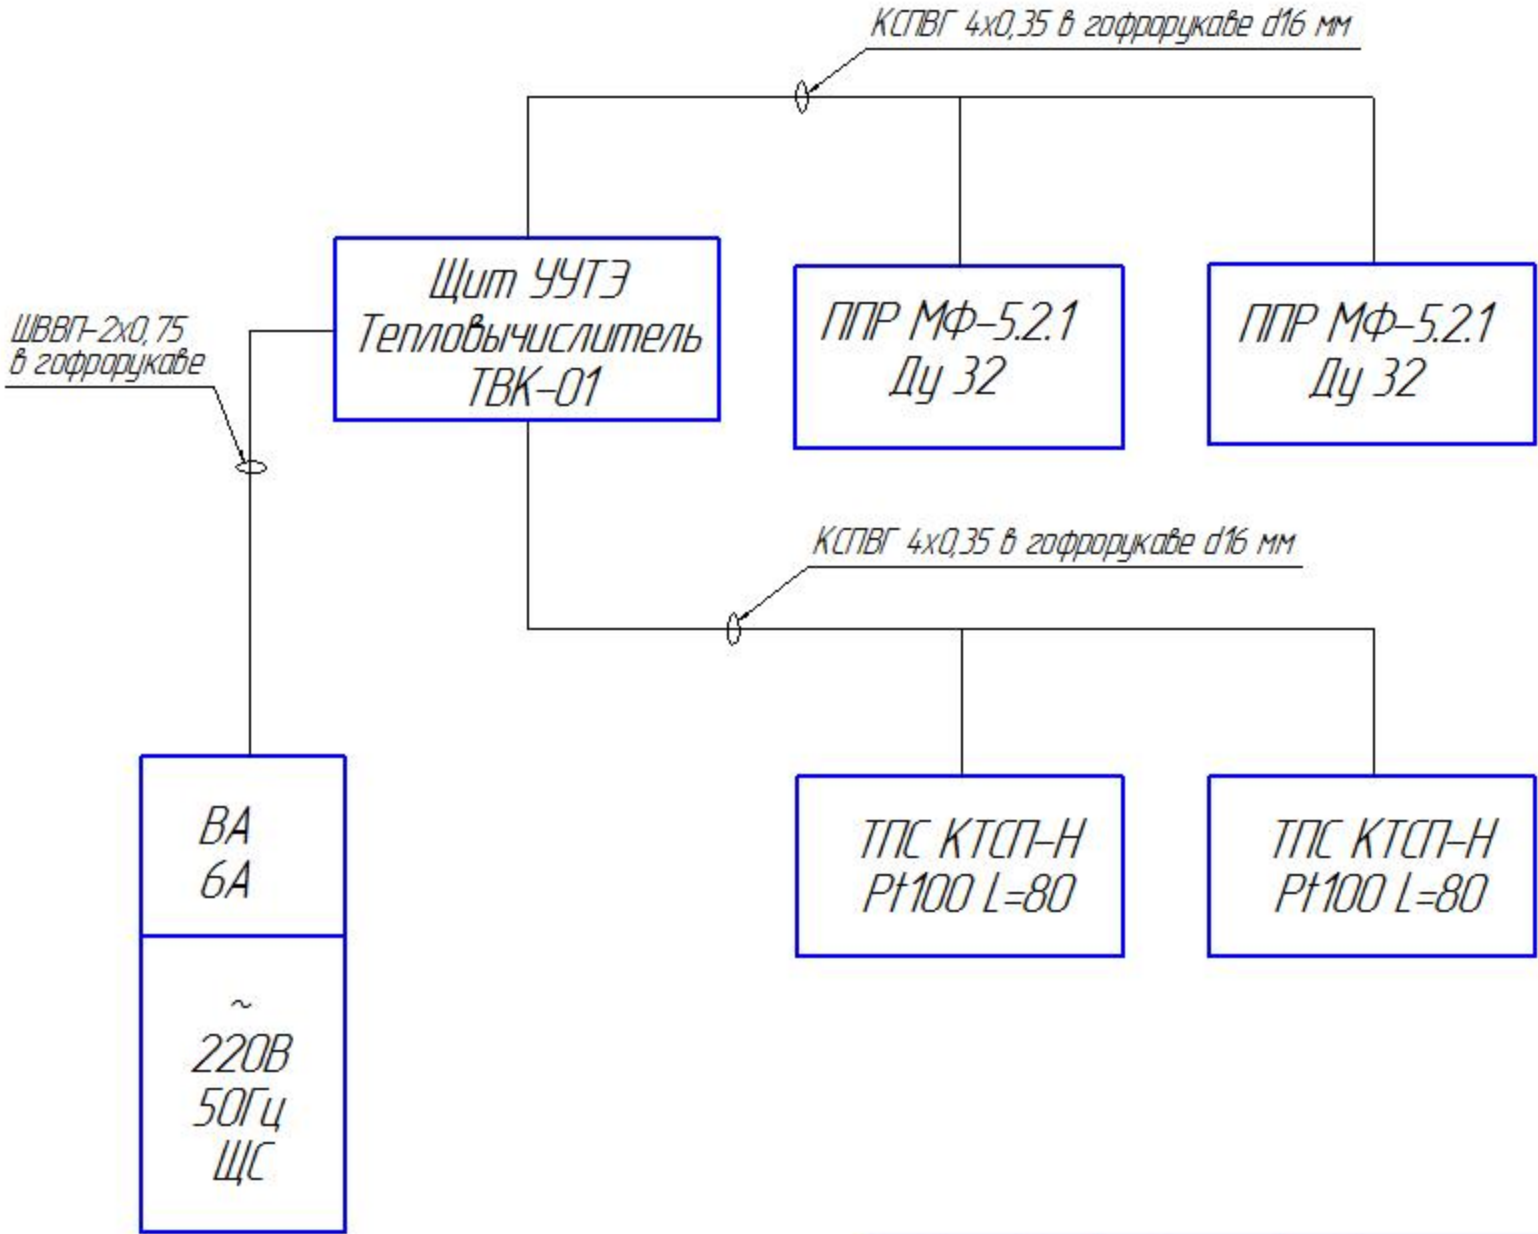 КСПВГ 4х0,35 в гофрорукаве d16 мм
Щит УУТЭ
Тепловычислитель
ТВК-01
ППР МФ-5.2.1
Ду 32
ППР МФ-5.2.1
Ду 32
ШВВП-2х0,75
в гофрорукаве
КСПВГ 4х0,35 в гофрорукаве d16 мм
ВА
6А
~
220В
50Гц
ЩС
ТПС КТСП-Н
Pt100 L=80
ТПС КТСП-Н
Pt100 L=80